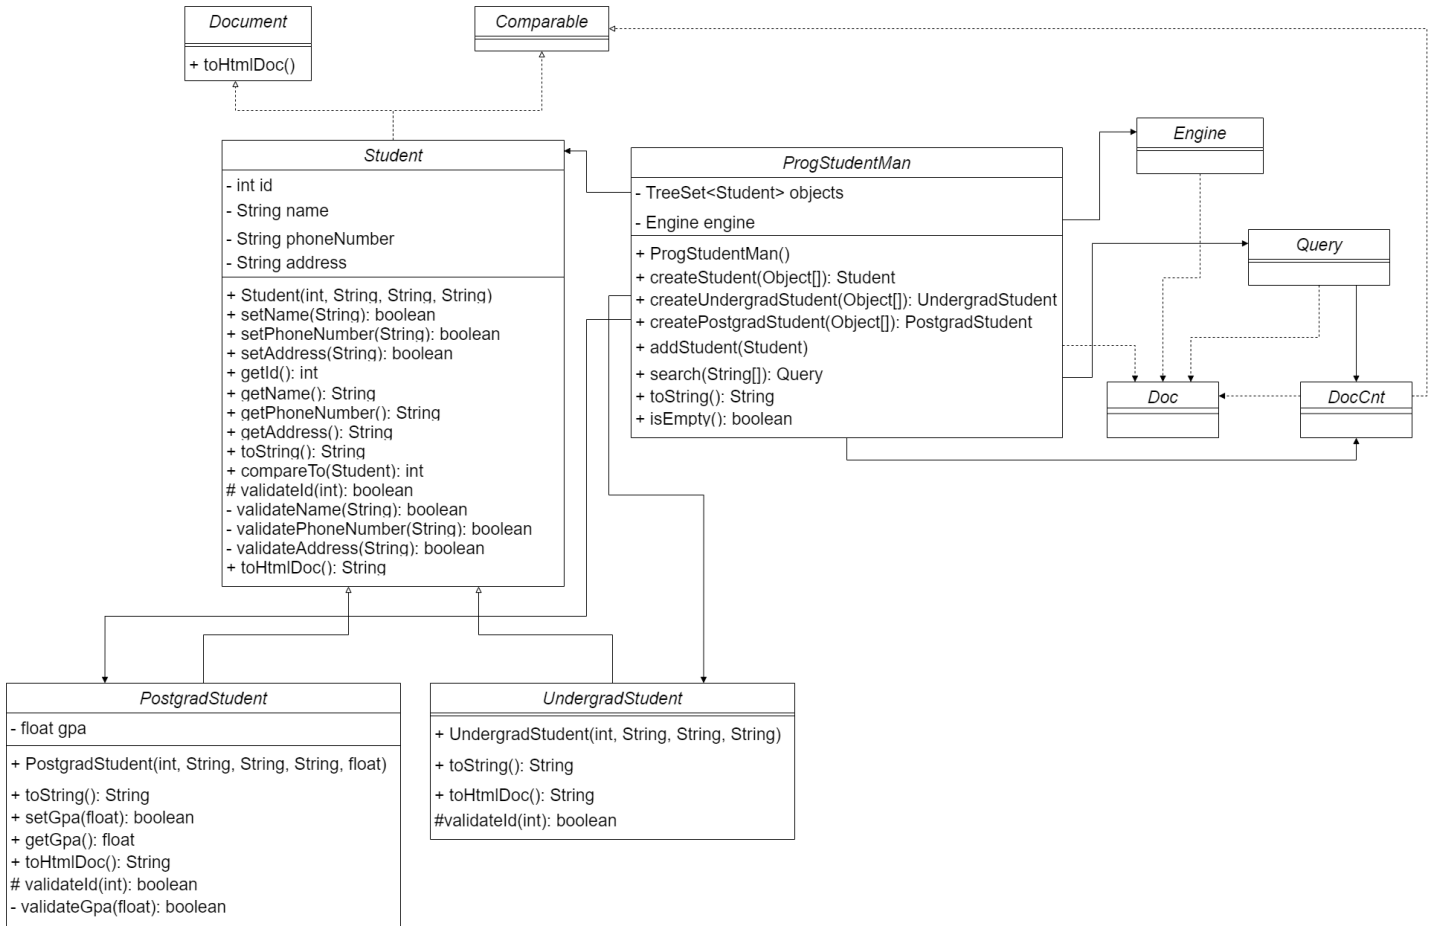 Document
+ toHtmlDoc()
Comparable
Student
- int id
- String name
- String phoneNumber
- String address
+ Student(int, String, String, String)
+ setName(String): boolean
+ setPhoneNumber(String): boolean
+ setAddress(String): boolean
+ getId(): int
+ getName(): String
+ getPhoneNumber(): String
+ getAddress(): String
+ toString(): String
+ compareTo(Student): int
# validateId(int): boolean
- validateName(String): boolean
- validatePhoneNumber(String): boolean
- validateAddress(String): boolean
+ toHtmlDoc(): String
ProgStudentMan
- TreeSet<Student> objects
- Engine engine
+ ProgStudentMan()
+ createStudent(Object[]): Student
+ createUndergradStudent(Object[]): UndergradStudent
+ createPostgradStudent(Object[]): PostgradStudent
+ addStudent(Student)
+ search(String[]): Query
+ toString(): String
+ isEmpty(): boolean
Engine
Query
Doc
DocCnt
PostgradStudent
- float gpa
+ PostgradStudent(int, String, String, String, float)
+ toString(): String
+ setGpa(float): boolean
+ getGpa(): float
+ toHtmlDoc(): String
# validateId(int): boolean
- validateGpa(float): boolean
UndergradStudent
+ UndergradStudent(int, String, String, String)
+ toString(): String
+ toHtmlDoc(): String
#validateId(int): boolean